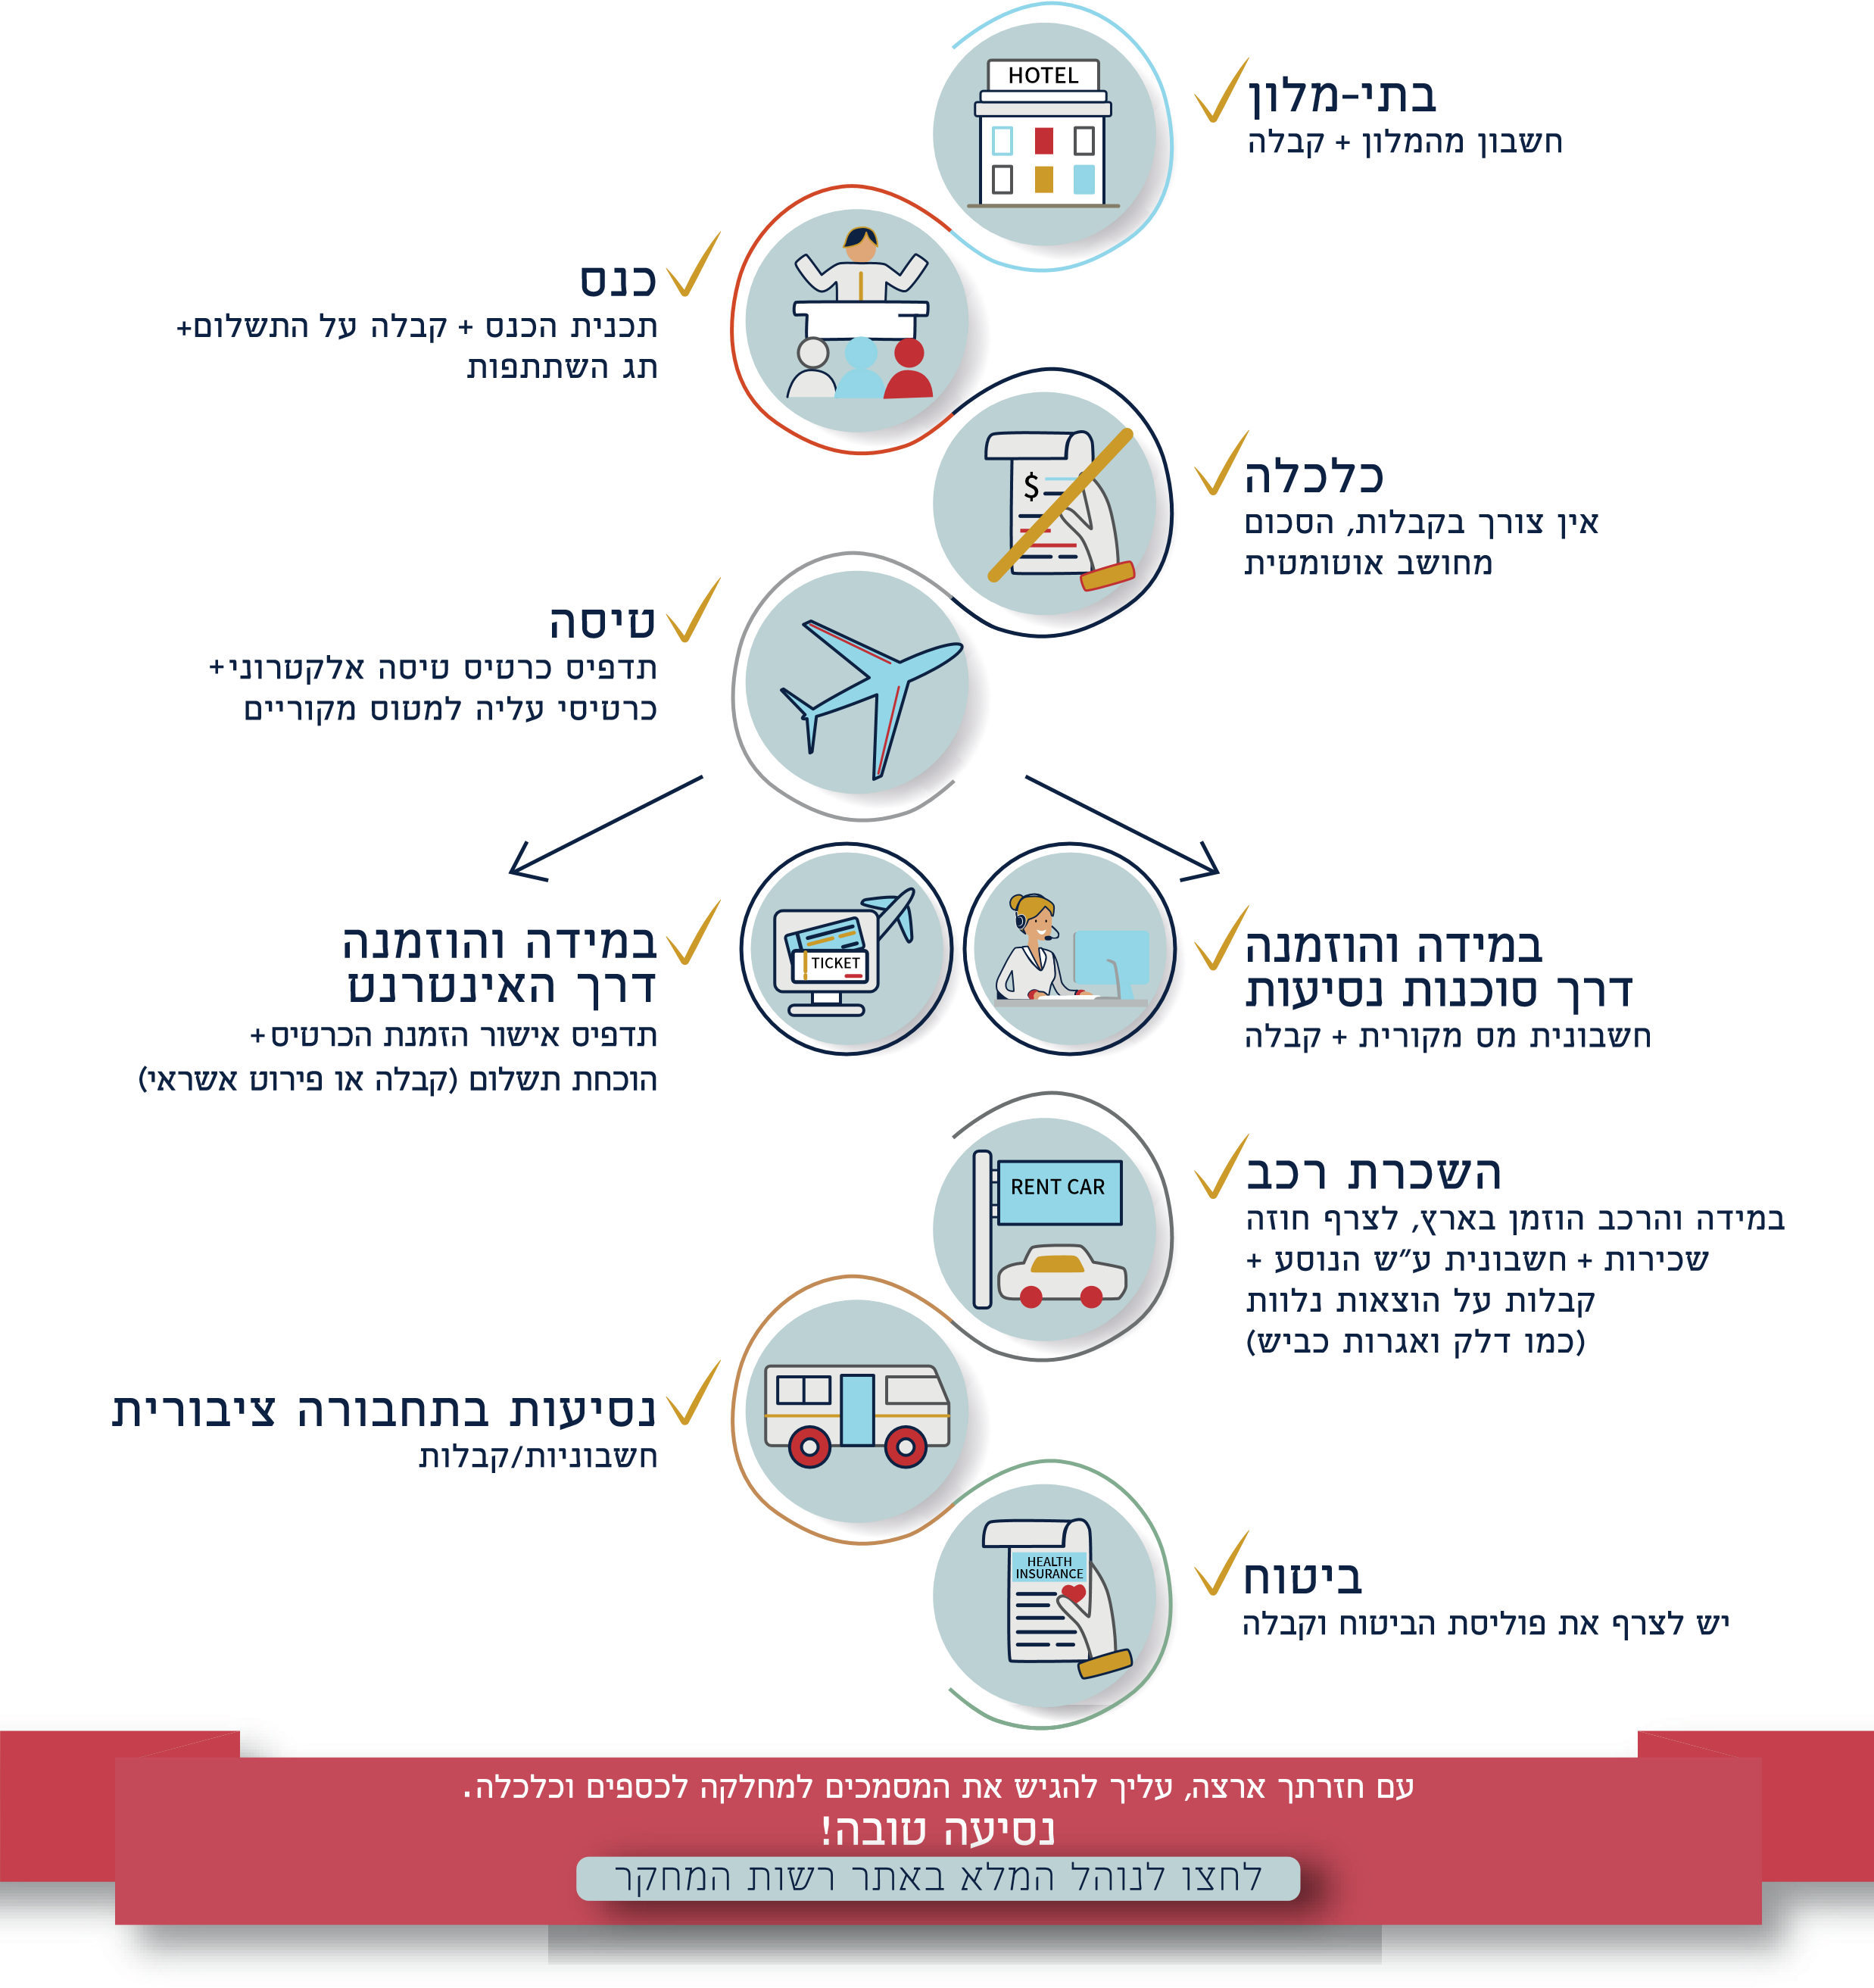 HOTEL
בתי-מלון
חשבון מהמלון + קבלה
כנס
תכנית הכנס + קבלה על התשלום+
תג השתתפות
$
כלכלה
אין צורך בקבלות, הסכום
מחושב אוטומטית
טיסה
תדפיס כרטיס טיסה אלקטרוני+
כרטיסי עליה למטוס מקוריים
במידה והוזמנה
דרך סוכנות נסיעות
חשבונית מס מקורית + קבלה
TICKET
במידה והוזמנה
דרך האינטרנט
תדפיס אישור הזמנת הכרטיס+
הוכחת תשלום (קבלה או פירוט אשראי)
RENT CAR
השכרת רכב
במידה והרכב הוזמן בארץ, לצרף חוזה
שכירות + חשבונית ע״ש הנוסע +
קבלות על הוצאות נלוות
(כמו דלק ואגרות כביש)
נסיעות בתחבורה ציבורית
חשבוניות/קבלות
HEALTH
INSURANCE
ביטוח
יש לצרף את פוליסת הביטוח וקבלה
עם חזרתך ארצה, עליך להגיש את המסמכים למחלקה לכספים וכלכלה.
נסיעה טובה!
לחצו לנוהל המלא באתר רשות המחקר